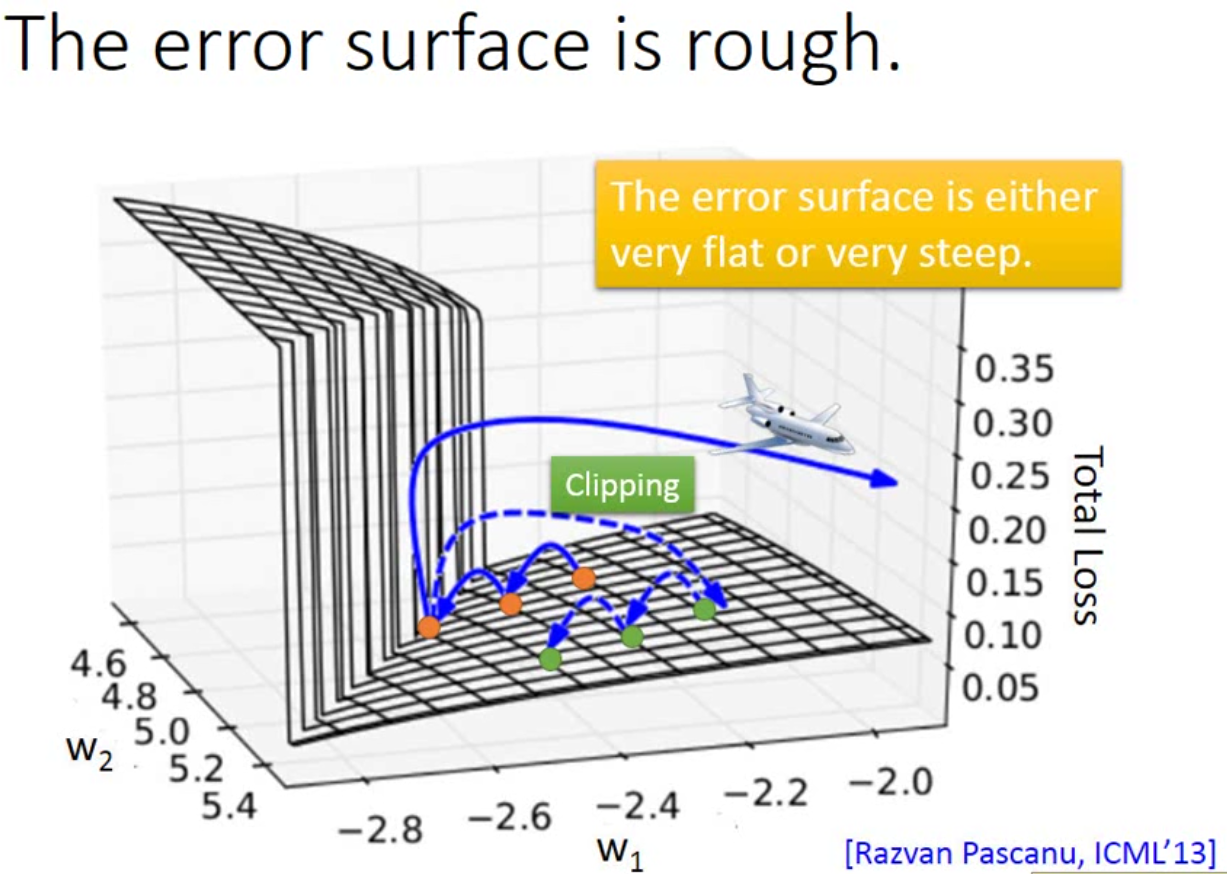 The error surface is rough.
The error surface is either
very flat or very steep.
Clipping
0.35
0.30
0.25
0.20
0.15
0.10
0.05
Total Loss
4.6
4.8
5.0
5.2
5.4
w2
−2.8
−2.6
−2.4
−2.2
−2.0
w1
[Razvan Pascanu, ICML’13]